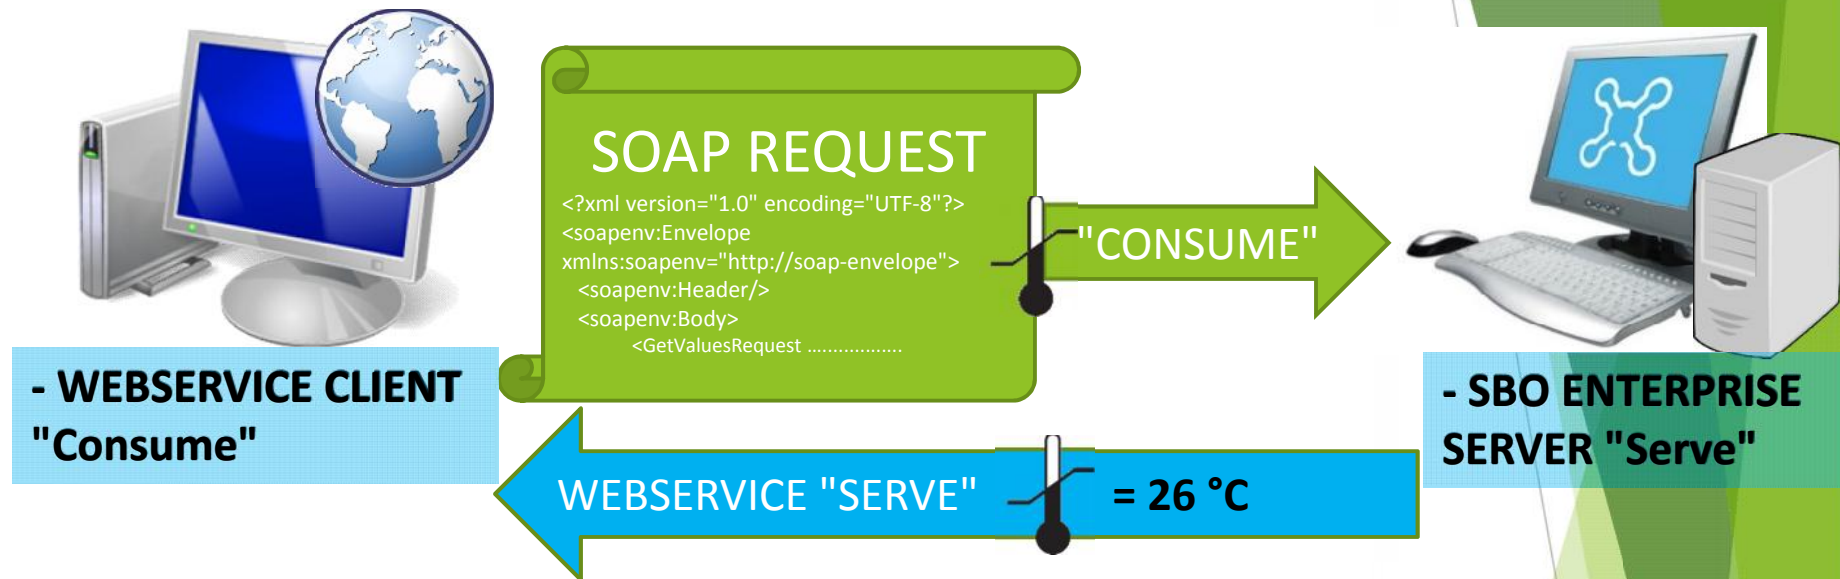 SOAP REQUEST
<?xml version="1.0" encoding="UTF-8"?>
<soapenv:Envelope
xmlns:soapenv="http://soap-envelope">
<soapenv:Header/>
<soapenv:Body>
<GetValuesRequest ..................
"CONSUME"
- WEBSERVICE CLIENT
"Consume"
- SBO ENTERPRISE
SERVER "Serve"
WEBSERVICE "SERVE" = 26 °C